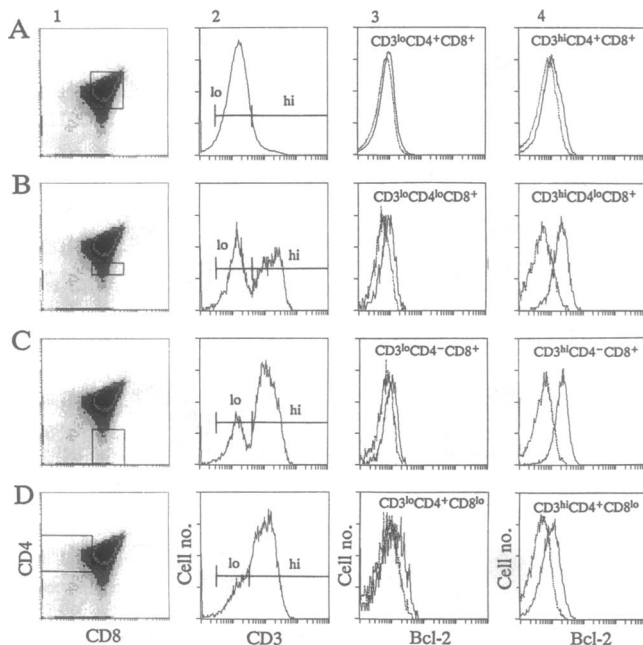 1 2 3 4
A
lo hi
CD3loCD4+CD8+
CD3hiCD4+CD8+
B
lo hi
CD3loCD4loCD8+
CD3hiCD4loCD8+
C
lo hi
CD3loCD4−CD8+
CD3hiCD4−CD8+
D
lo hi
CD3loCD4+CD8lo
CD3hiCD4+CD8lo
CD4
Cell no.
Cell no.
Cell no.
CD8 CD3 Bcl-2 Bcl-2